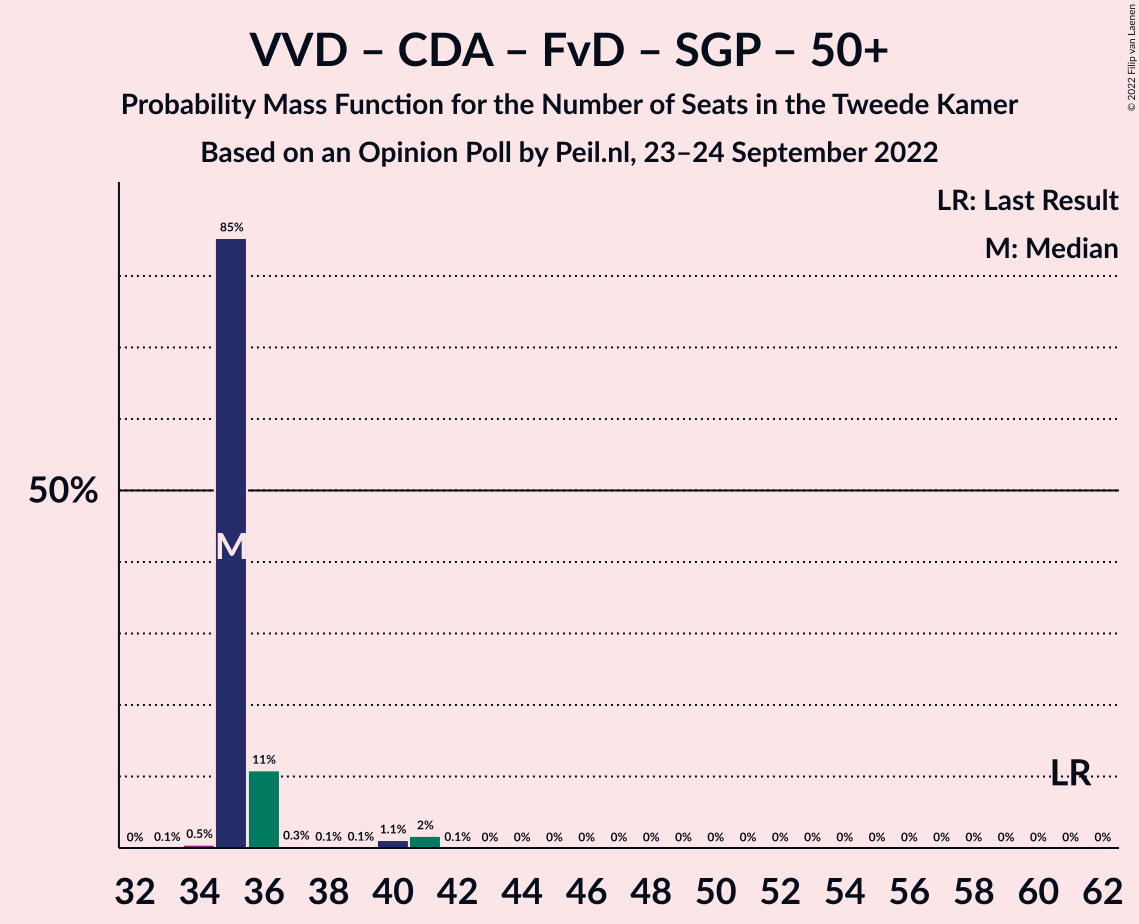 VVD – CDA – FvD – SGP – 50+
Probability Mass Function for the Number of Seats in the Tweede Kamer
Based on an Opinion Poll by Peil.nl, 23–24 September 2022
© 2022 Filip van Laenen
LR: Last Result
M: Median
85%
50%
M
11%
LR
0% 0.1% 0.5% 0.3% 0.1% 0.1% 1.1% 2% 0.1% 0% 0% 0% 0% 0% 0% 0% 0% 0% 0% 0% 0% 0% 0% 0% 0% 0% 0% 0% 0%
32 34 36 38 40 42 44 46 48 50 52 54 56 58 60 62